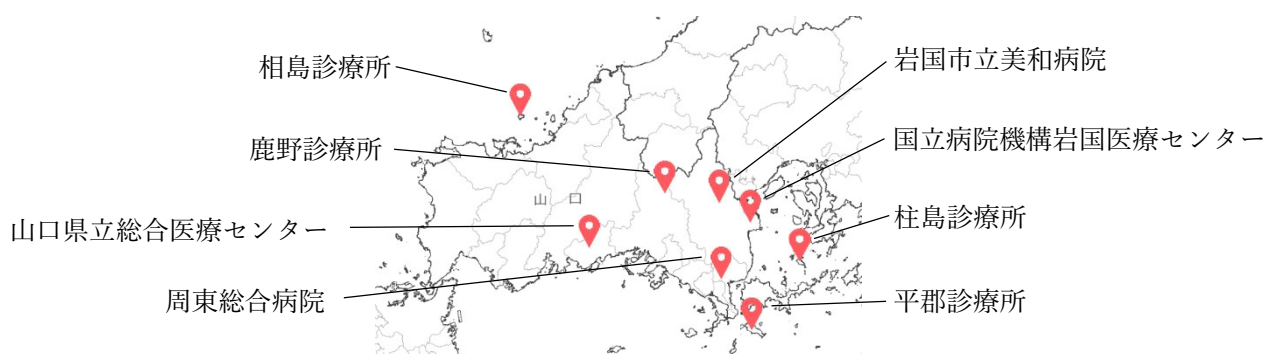 相島診療所
岩国市立美和病院
鹿野診療所
国立病院機構岩国医療センター
山口
柱島診療所
山口県立総合医療センター
周東総合病院
平郡診療所